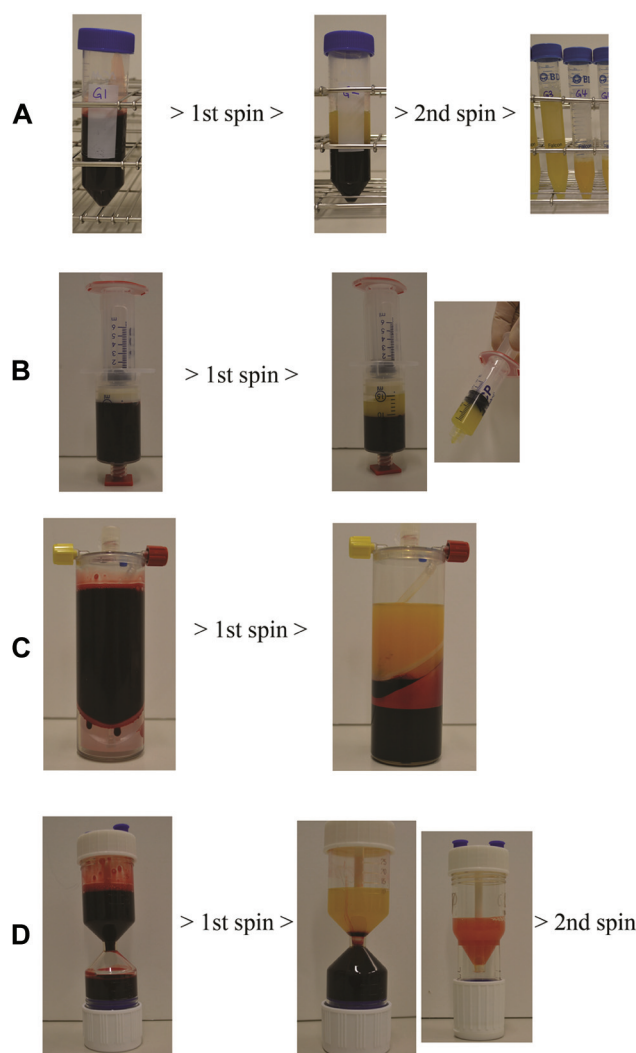 A
G1
> 1st spin >
> 2nd spin >
G3
BD
G4
B
> 1st spin >
C
> 1st spin >
D
> 1st spin >
> 2nd spin